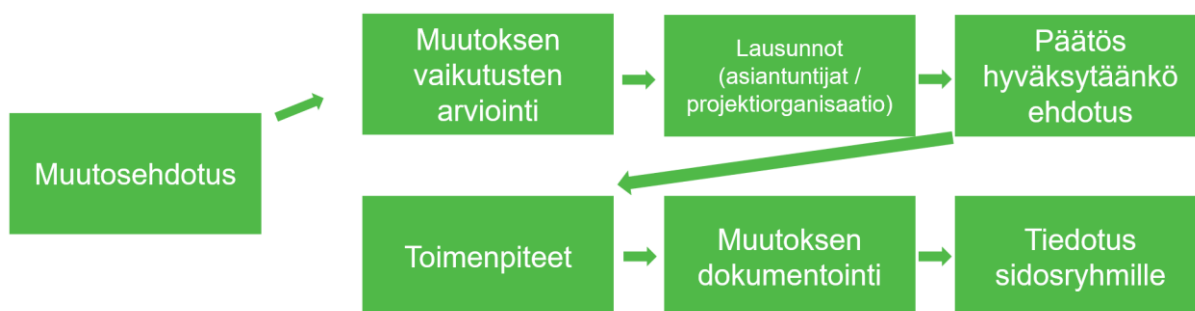 Muutosehdotus
Muutoksen
vaikutusten
arviointi
Lausunnot
(asiantuntijat /
projektiorganisaatio)
Päätös
hyväksytäänkö
ehdotus
Toimenpiteet
Muutoksen
dokumentointi
Tiedotus
sidosryhmille